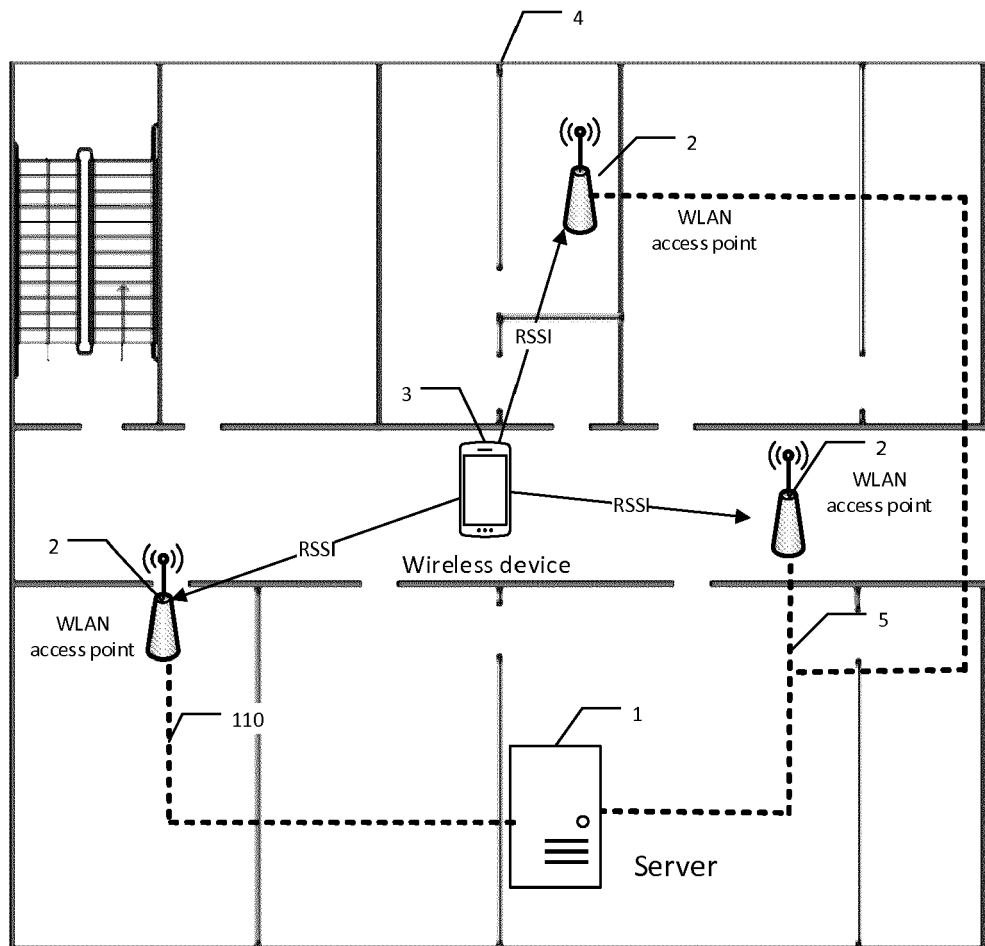 4
2
WLAN
access point
RSSI
3
2
WLAN
access point
RSSI
RSSI
2
Wireless device
WLAN
access point
5
110
1
Server